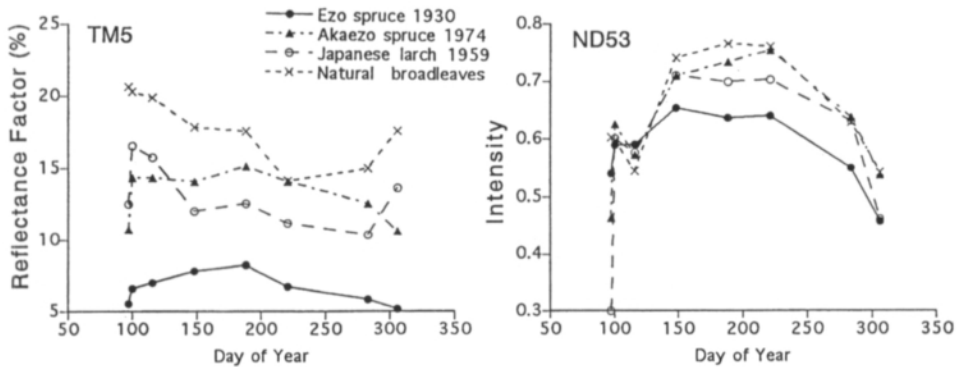 TM5
Ezo spruce 1930
Akaezo spruce 1974
Japanese larch 1959
Natural broadleaves
Reflectance Factor (%)
25
20
15
10
5
50 100 150 200 250 300 350
Day of Year
ND53
Intensity
0.8
0.7
0.6
0.5
0.4
0.3
50 100 150 200 250 300 350
Day of Year